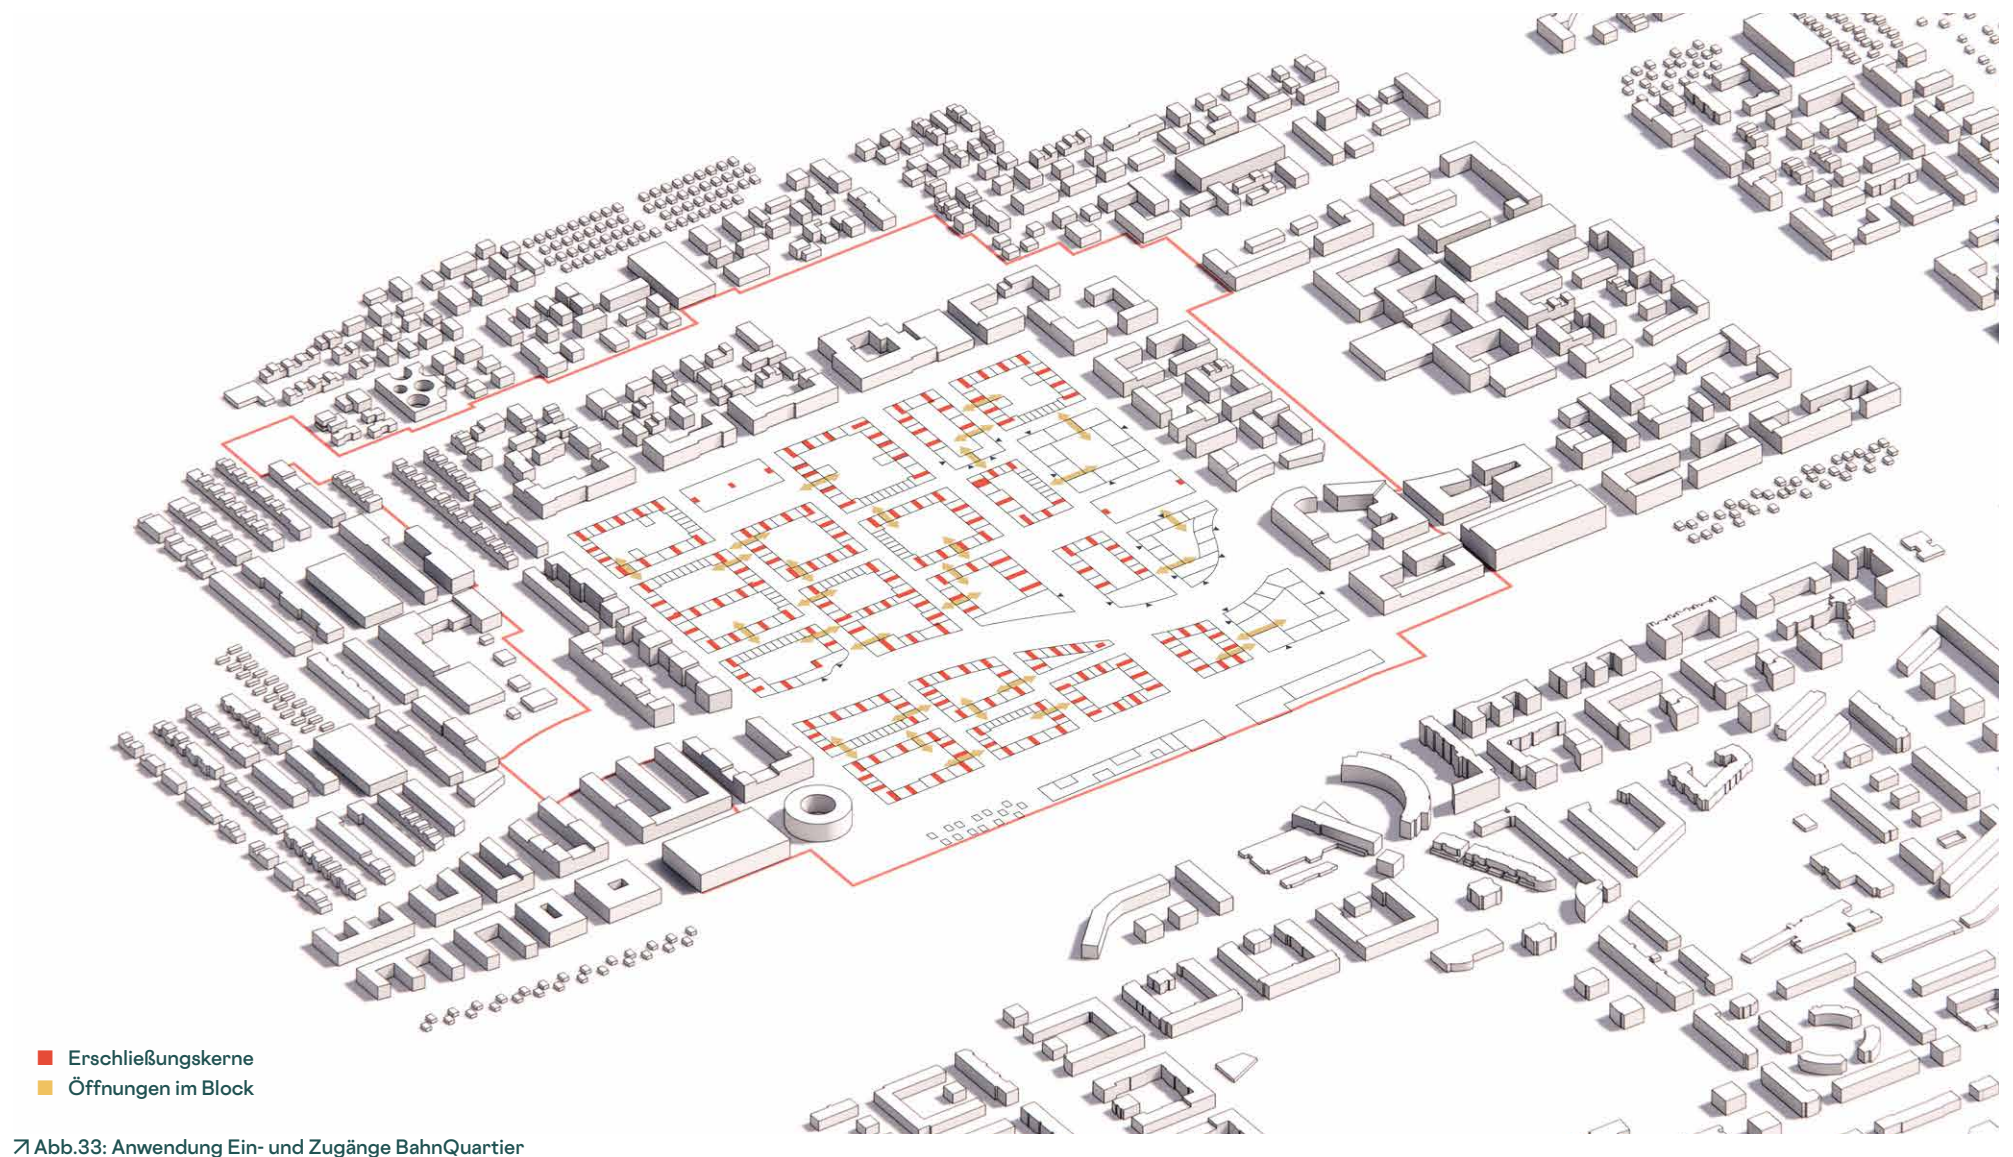 Erschließungskerne
Öffnungen im Block
Abb.33: Anwendung Ein- und Zugänge BahnQuartier